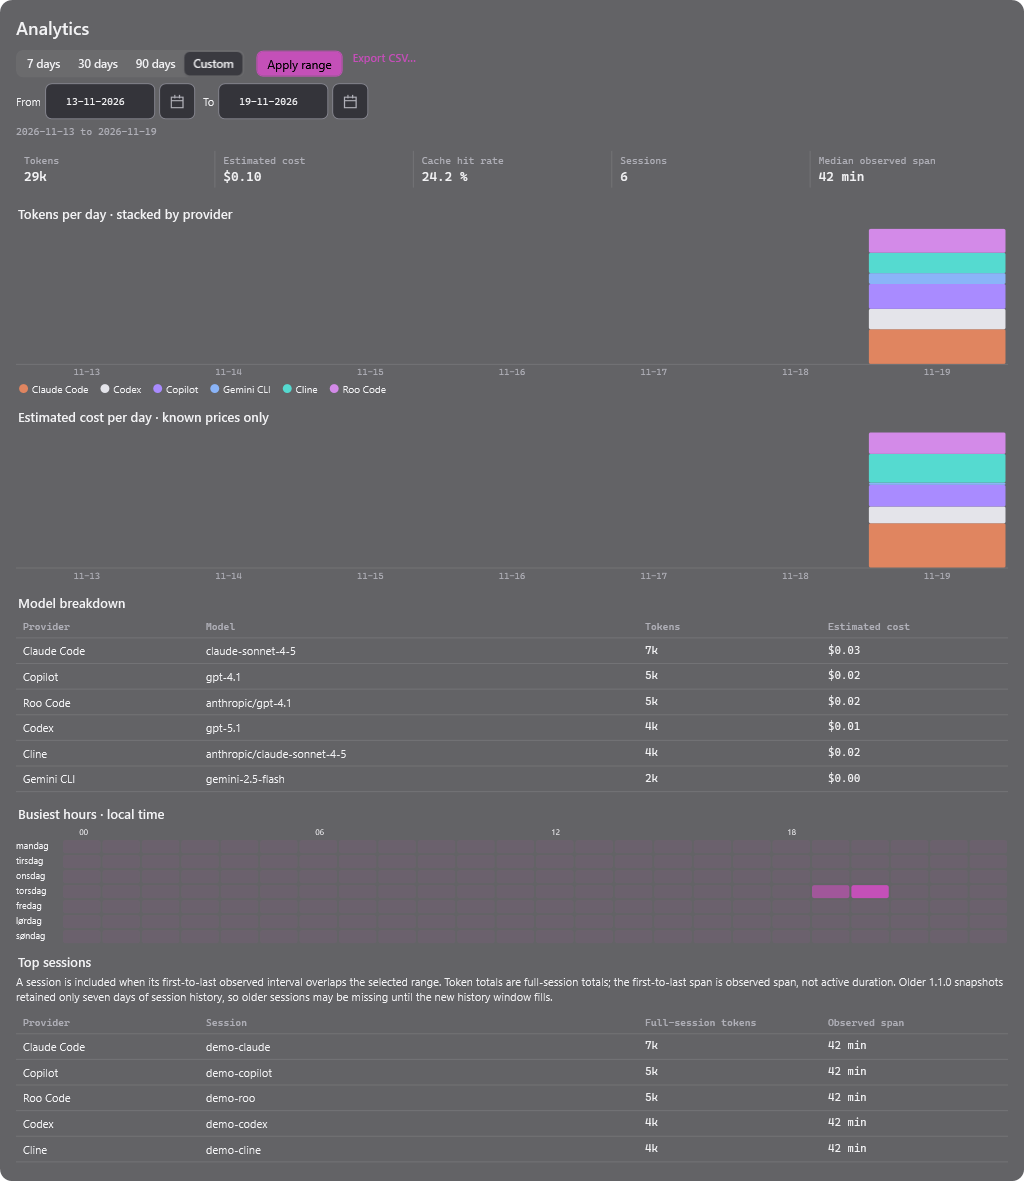 Analytics
7 days 30 days 90 days Custom Apply range Export CSV...
From 13-11-2026 To 19-11-2026
2026-11-13 to 2026-11-19
Tokens Estimated cost Cache hit rate Sessions Median observed span
29k $0.10 24.2 % 6 42 min
Tokens per day · stacked by provider
11-13 11-14 11-15 11-16 11-17 11-18 11-19
Claude Code Codex Copilot Gemini CLI Cline Roo Code
Estimated cost per day · known prices only
11-13 11-14 11-15 11-16 11-17 11-18 11-19
Model breakdown
Provider Model Tokens Estimated cost
Claude Code claude-sonnet-4-5 7k $0.03
Copilot gpt-4.1 5k $0.02
Roo Code anthropic/gpt-4.1 5k $0.02
Codex gpt-5.1 4k $0.01
Cline anthropic/claude-sonnet-4-5 4k $0.02
Gemini CLI gemini-2.5-flash 2k $0.00
Busiest hours · local time
00 06 12 18
mandag
tirsdag
onsdag
torsdag
fredag
lørdag
søndag
Top sessions
A session is included when its first-to-last observed interval overlaps the selected range. Token totals are full-session totals; the first-to-last span is observed span, not active duration. Older 1.1.0 snapshots
retained only seven days of session history, so older sessions may be missing until the new history window fills.
Provider Session Full-session tokens Observed span
Claude Code demo-claude 7k 42 min
Copilot demo-copilot 5k 42 min
Roo Code demo-roo 5k 42 min
Codex demo-codex 4k 42 min
Cline demo-cline 4k 42 min